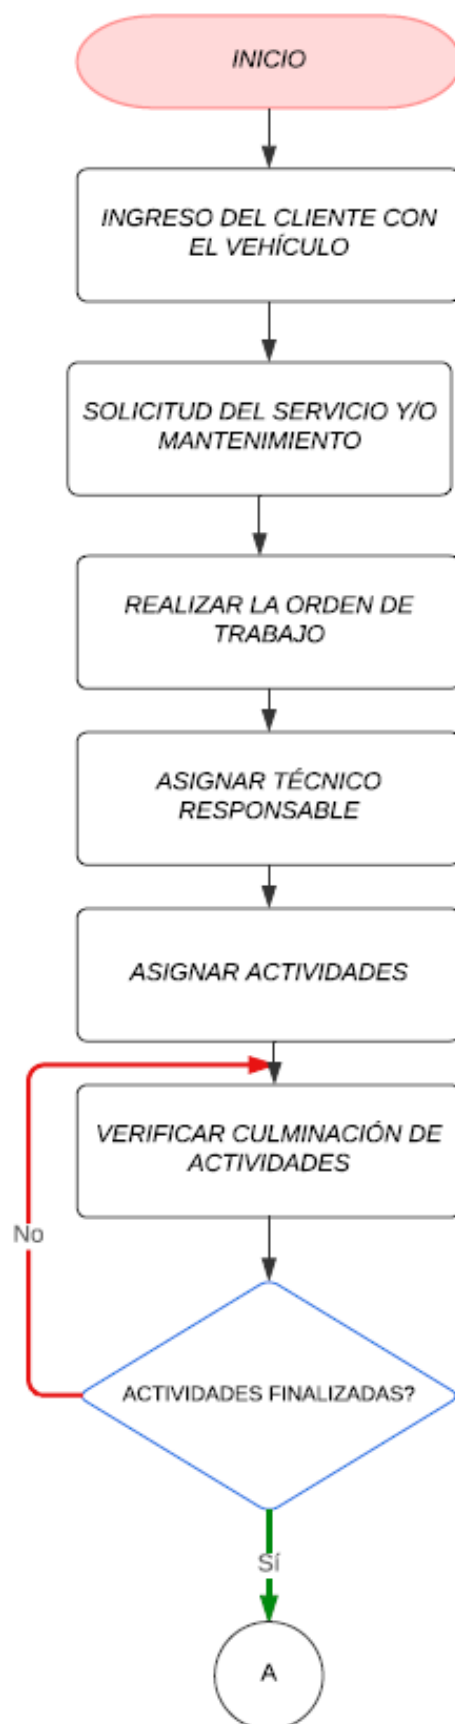 INICIO
INGRESO DEL CLIENTE CON
EL VEHÍCULO
SOLICITUD DEL SERVICIO Y/O
MANTENIMIENTO
REALIZAR LA ORDEN DE
TRABAJO
ASIGNAR TÉCNICO
RESPONSABLE
ASIGNAR ACTIVIDADES
VERIFICAR CULMINACIÓN DE
ACTIVIDADES
No
ACTIVIDADES FINALIZADAS?
Sí
A